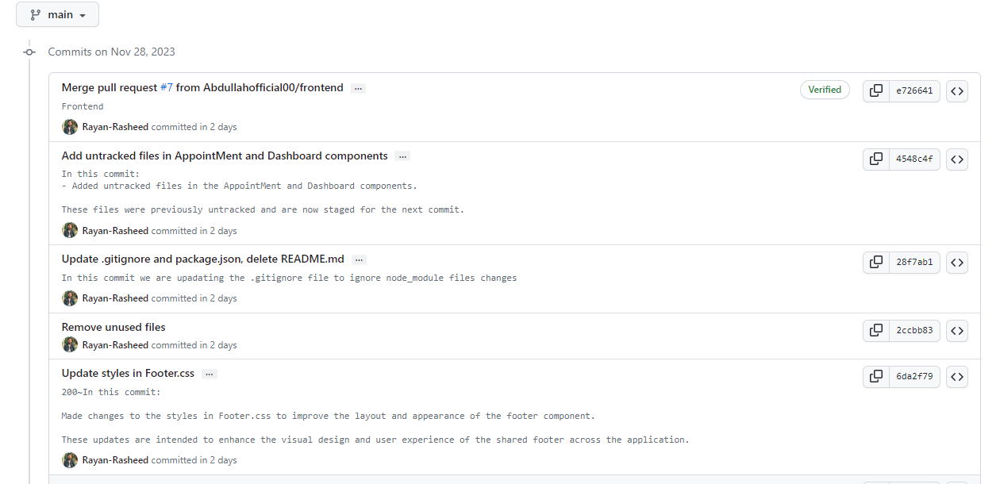 main
Commits on Nov 28, 2023
Merge pull request #7 from Abdullahofficial00/frontend ...
Verified
e726641
Frontend
Rayan-Rasheed committed in 2 days
Add untracked files in AppointMent and Dashboard components ...
4548c4f
In this commit:
- Added untracked files in the AppointMent and Dashboard components.
These files were previously untracked and are now staged for the next commit.
Rayan-Rasheed committed in 2 days
Update .gitignore and package.json, delete README.md ...
28f7ab1
In this commit we are upadating the .gitignore file to ignore node_module files changes
Rayan-Rasheed committed in 2 days
Remove unused files
2ccbb83
Rayan-Rasheed committed in 2 days
Update styles in Footer.css ...
6da2f79
200~In this commit:
Made changes to the styles in Footer.css to improve the layout and appearance of the footer component.
These updates are intended to enhance the visual design and user experience of the shared footer across the application.
Rayan-Rasheed committed in 2 days